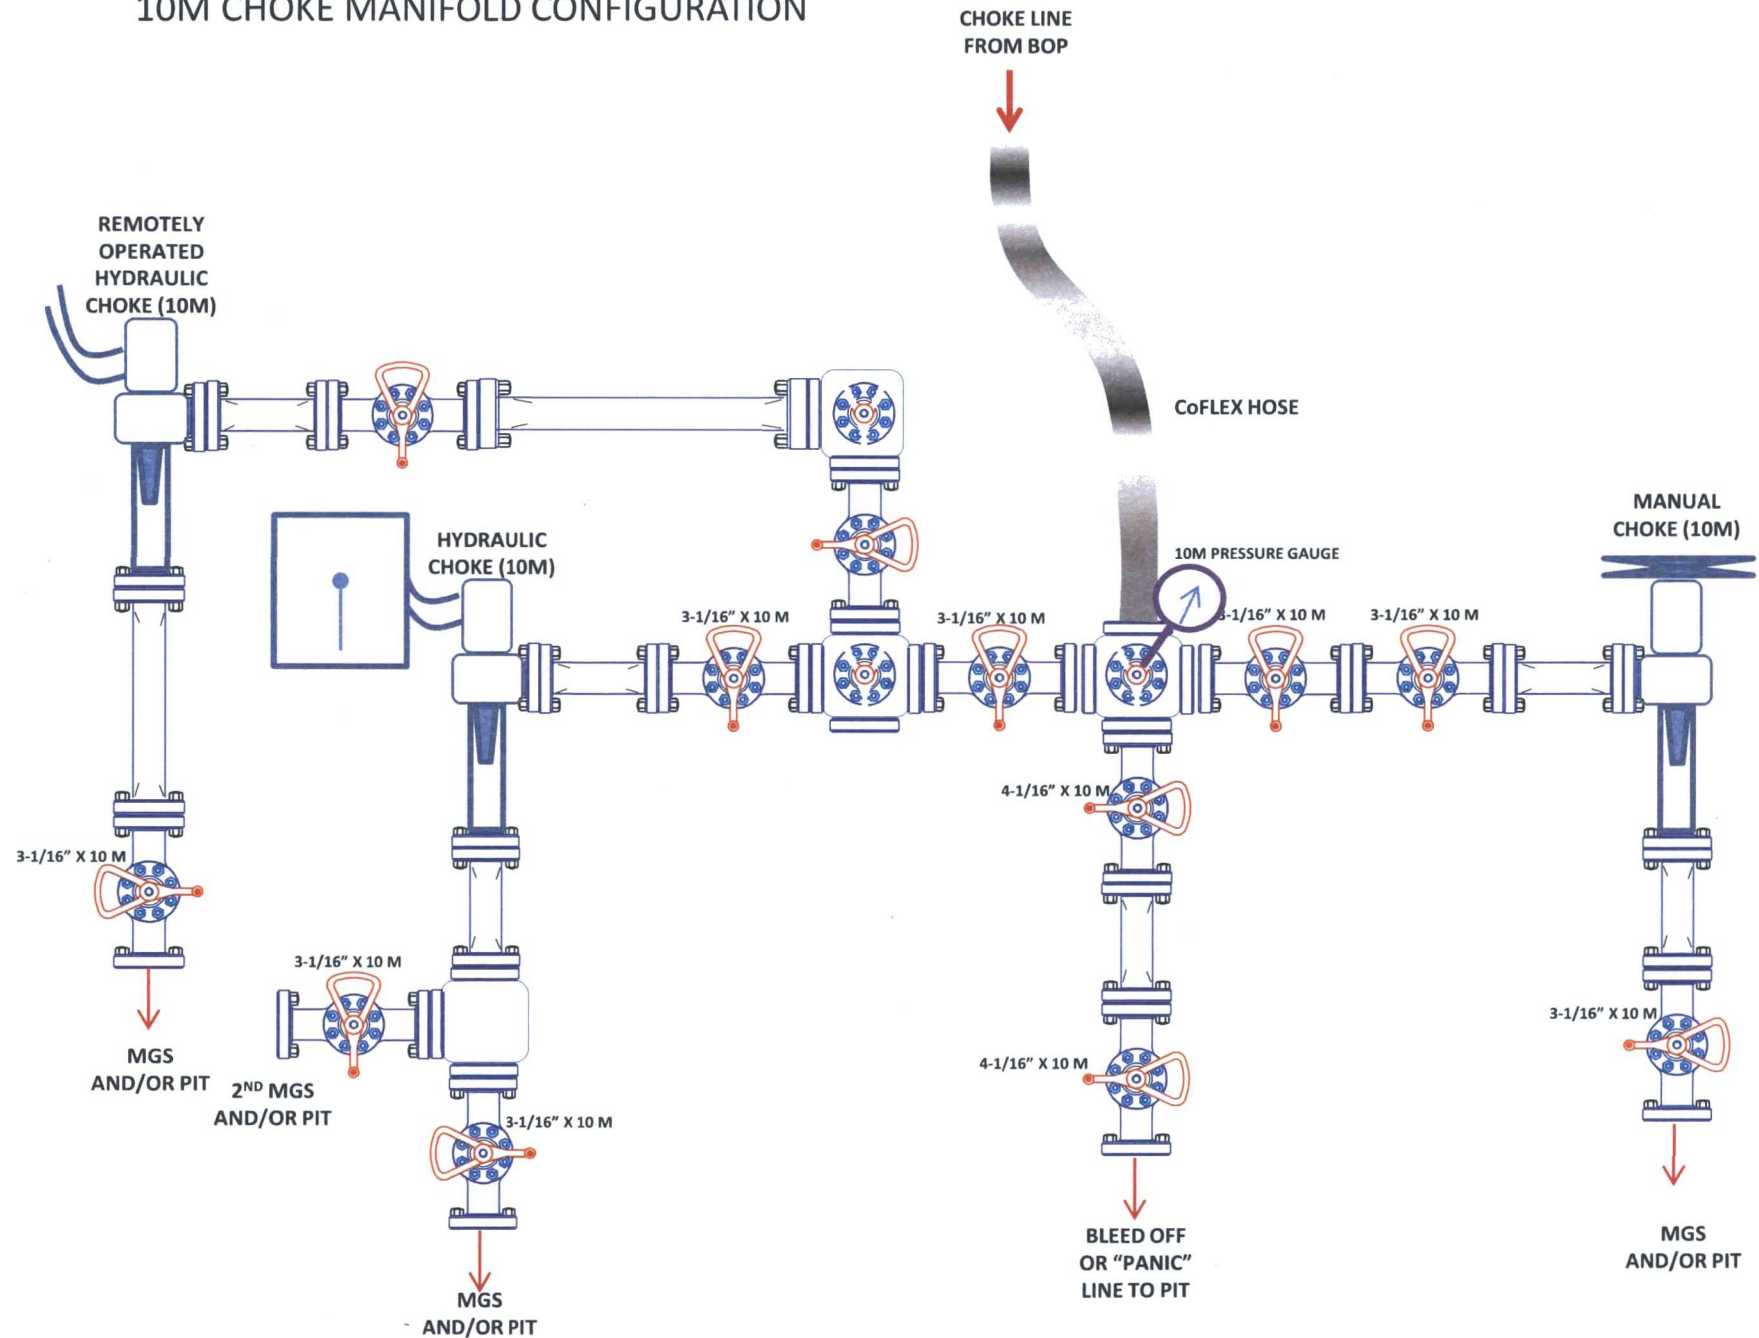 10M CHOKE MANIFOLD CONFIGURATION
CHOKE LINE
FROM BOP
REMOTELY
OPERATED
HYDRAULIC
CHOKE (10M)
CoFLEX HOSE
MANUAL
CHOKE (10M)
HYDRAULIC
CHOKE (10M)
10M PRESSURE GAUGE
3-1/16” X 10 M
3-1/16” X 10 M
3-1/16” X 10 M
3-1/16” X 10 M
4-1/16” X 10 M
3-1/16” X 10 M
3-1/16” X 10 M
3-1/16” X 10 M
4-1/16” X 10 M
MGS
AND/OR PIT
2ND MGS
AND/OR PIT
3-1/16” X 10 M
BLEED OFF
OR “PANIC”
LINE TO PIT
MGS
AND/OR PIT
MGS
AND/OR PIT